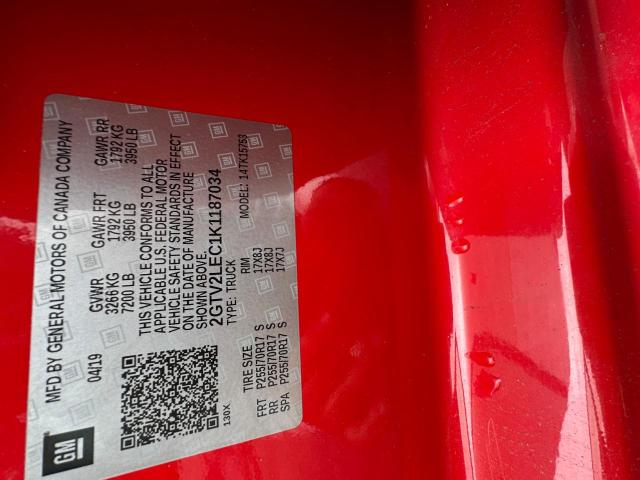 GM
MFD BY GENERAL MOTORS OF CANADA COMPANY
04/19 GVWR GAWR FRT GAWR RR
3266 KG 1792 KG 1792 KG
7200 LB 3950 LB 3950 LB
THIS VEHICLE CONFORMS TO ALL
APPLICABLE U.S. FEDERAL MOTOR
VEHICLE SAFETY STANDARDS IN EFFECT
ON THE DATE OF MANUFACTURE
SHOWN ABOVE.
2GTV2LEC1K1187034
130X TYPE: TRUCK MODEL: 14TK15753
TIRE SIZE RIM
FRT P255/70R17 S 17X8J
RR P255/70R17 S 17X8J
SPA P255/70R17 S 17X7J